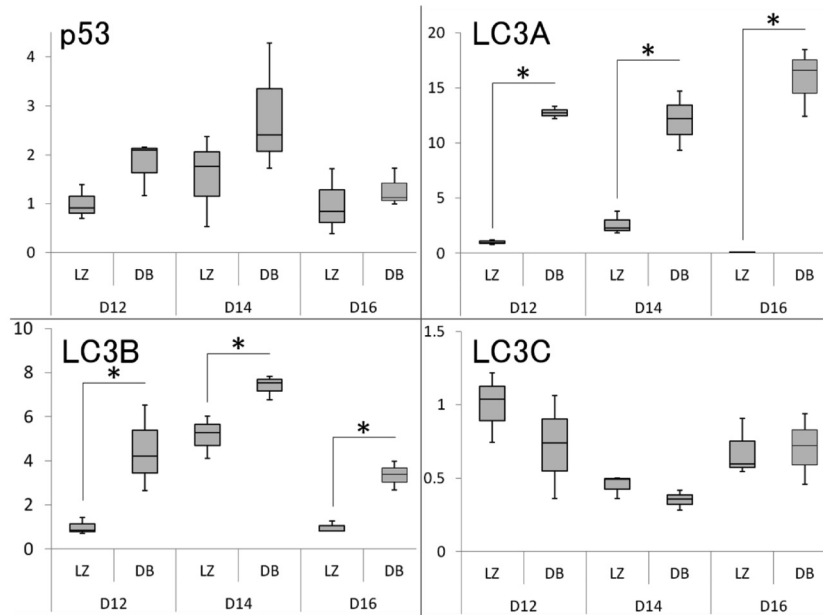 p53
4
3
2
1
0
LZ DB LZ DB LZ DB
D12 D14 D16
LC3A
20
15
10
5
0
*
*
*
LZ DB LZ DB LZ DB
D12 D14 D16
LC3B
10
8
6
4
2
0
*
*
*
LZ DB LZ DB LZ DB
D12 D14 D16
LC3C
1.5
1
0.5
0
LZ DB LZ DB LZ DB
D12 D14 D16